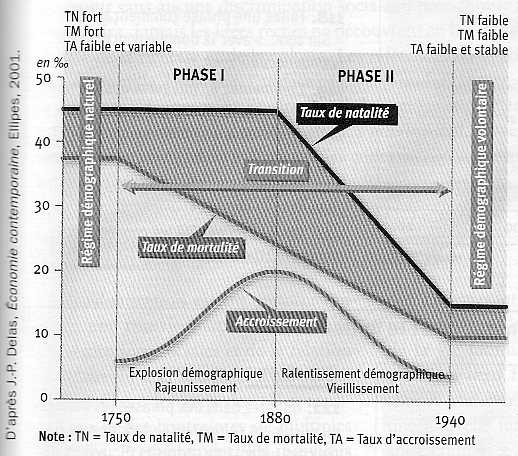 TN fort
TM fort
TA faible et variable
TN faible
TM faible
TA faible et stable
en ‰
PHASE I
PHASE II
50
40
30
20
10
0
Régime démographique naturel
Taux de natalité
Transition
Taux de mortalité
Accroissement
Régime démographique volontaire
Explosion démographique
Rajeunissement
Ralentissement démographique
Vieillissement
1750
1880
1940
Note : TN = Taux de natalité, TM = Taux de mortalité, TA = Taux d'accroissement
D'après J.-P. Delas, Économie contemporaine, Ellipes, 2001.